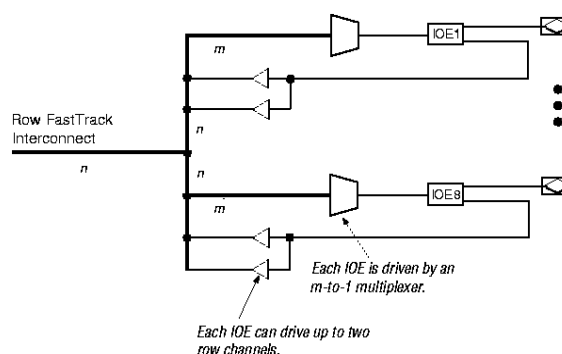 m
IOE1
Row FastTrack
Interconnect
n
n
n
m
IOE8
Each IOE is driven by an
m-to-1 multiplexer.
Each IOE can drive up to two
row channels.